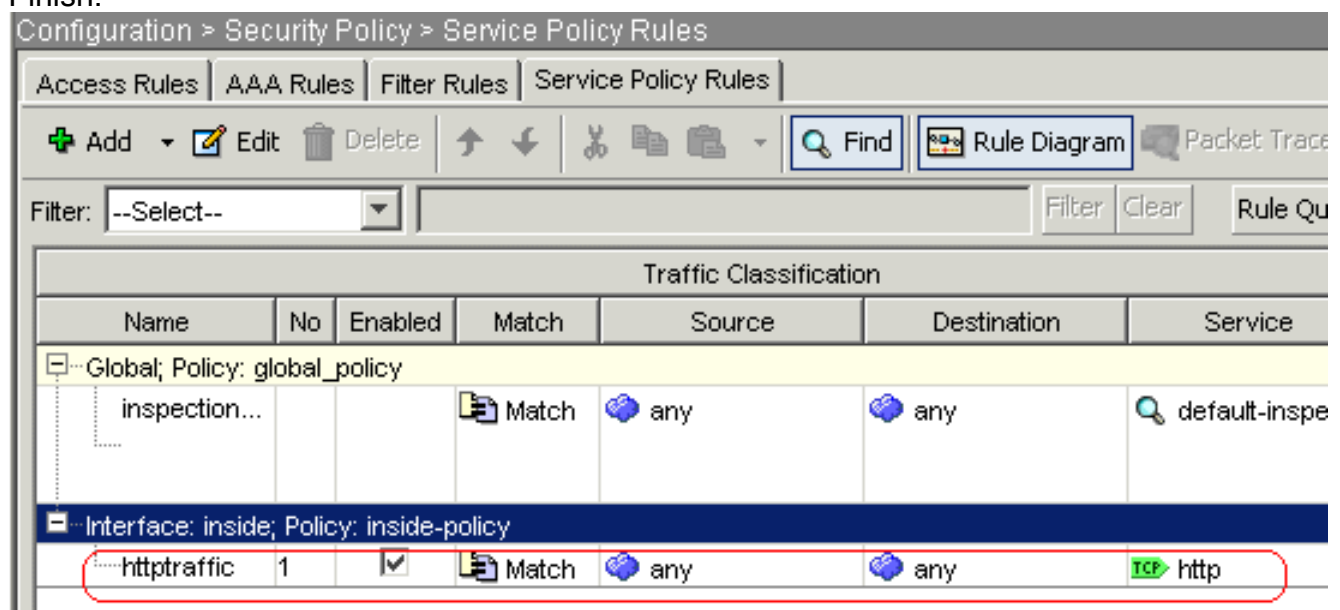 Finish.
Configuration > Security Policy > Service Policy Rules
Access Rules AAA Rules Filter Rules Service Policy Rules
Add Edit Delete Find Rule Diagram Packet Trace
Filter: --Select-- Filter Clear Rule Qu
Traffic Classification
Name No Enabled Match Source Destination Service
Global; Policy: global_policy
inspection... Match any any default-inspe
Interface: inside; Policy: inside-policy
httptraffic 1 Match any any TCP http